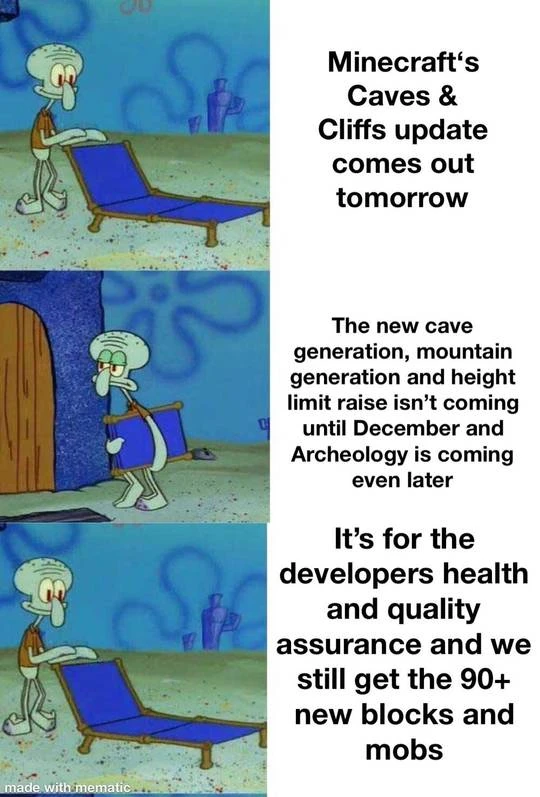 Minecraft‘s
Caves &
Cliffs update
comes out
tomorrow
The new cave
generation, mountain
generation and height
limit raise isn’t coming
until December and
Archeology is coming
even later
It’s for the
developers health
and quality
assurance and we
still get the 90+
new blocks and
mobs
made with mematic